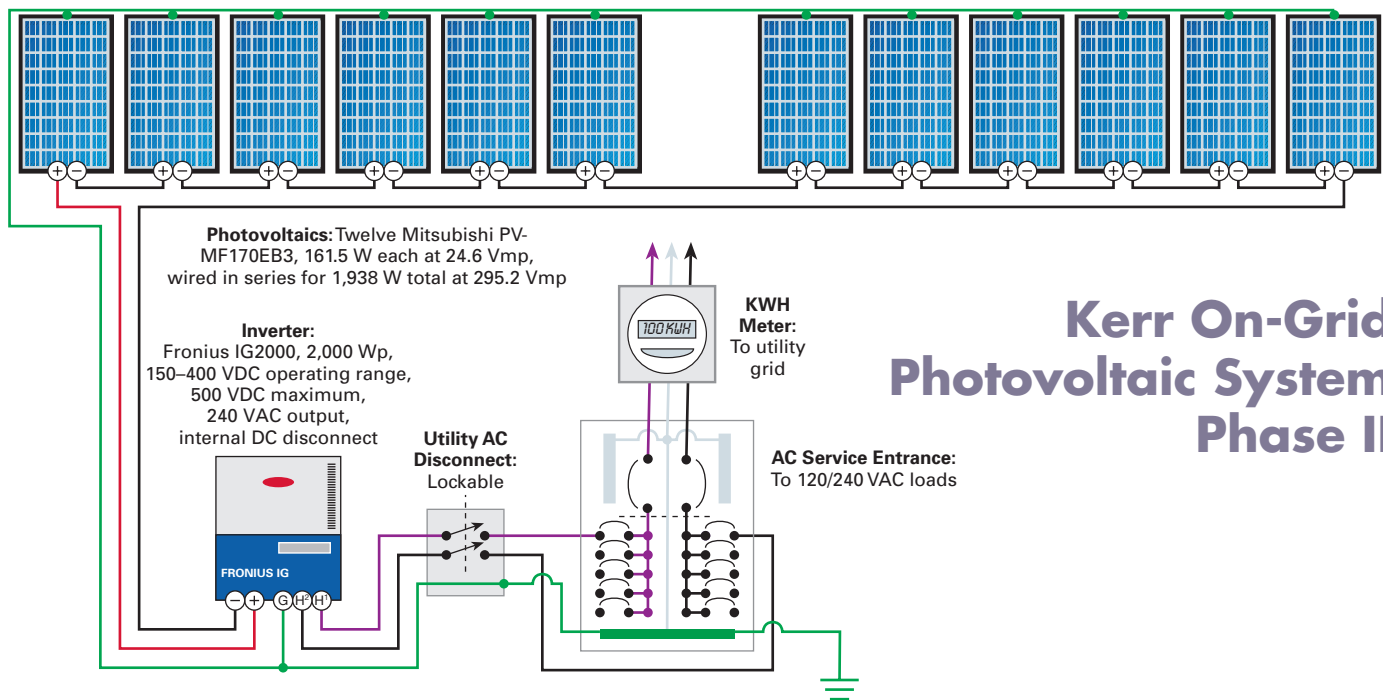 Photovoltaics: Twelve Mitsubishi PV-
MF170EB3, 161.5 W each at 24.6 Vmp,
wired in series for 1,938 W total at 295.2 Vmp
Inverter:
Fronius IG2000, 2,000 Wp,
150–400 VDC operating range,
500 VDC maximum,
240 VAC output,
internal DC disconnect
FRONIUS IG
− + G H² H¹
Utility AC
Disconnect:
Lockable
100 KWH
KWH
Meter:
To utility
grid
AC Service Entrance:
To 120/240 VAC loads
Kerr On-Grid
Photovoltaic System
Phase II